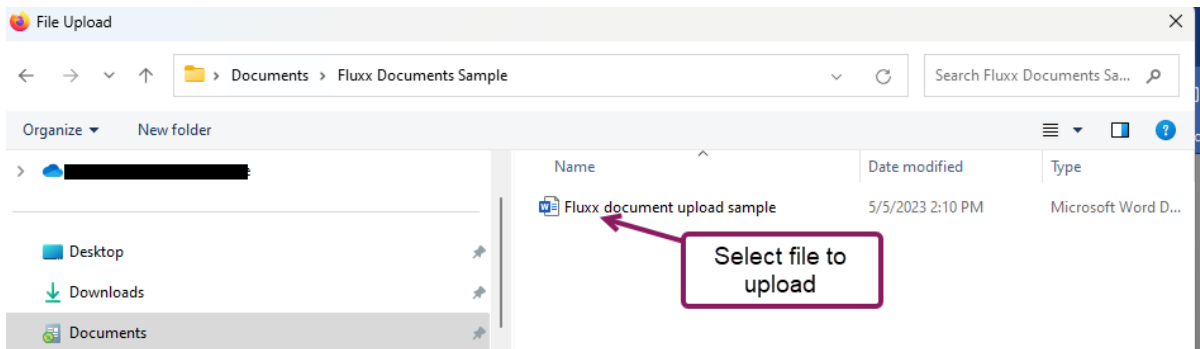 File Upload
Documents > Fluxx Documents Sample
Search Fluxx Documents Sa...
Organize
New folder
Name
Date modified
Type
Fluxx document upload sample
5/5/2023 2:10 PM
Microsoft Word D...
Select file to
upload
Desktop
Downloads
Documents